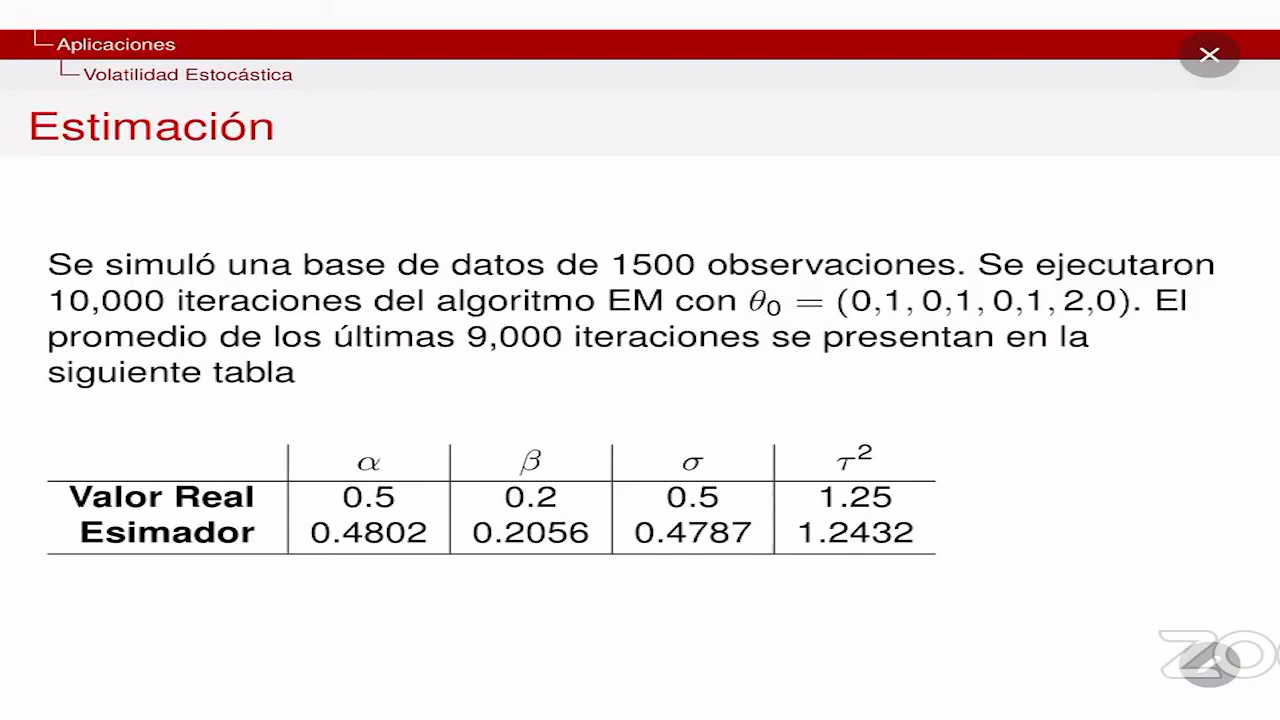 Aplicaciones
Volatilidad Estocástica
Estimación
Se simuló una base de datos de 1500 observaciones. Se ejecutaron
10,000 iteraciones del algoritmo EM con θ₀ = (0,1, 0,1, 0,1, 2,0). El
promedio de los últimas 9,000 iteraciones se presentan en la
siguiente tabla
α β σ τ²
Valor Real 0.5 0.2 0.5 1.25
Esimador 0.4802 0.2056 0.4787 1.2432